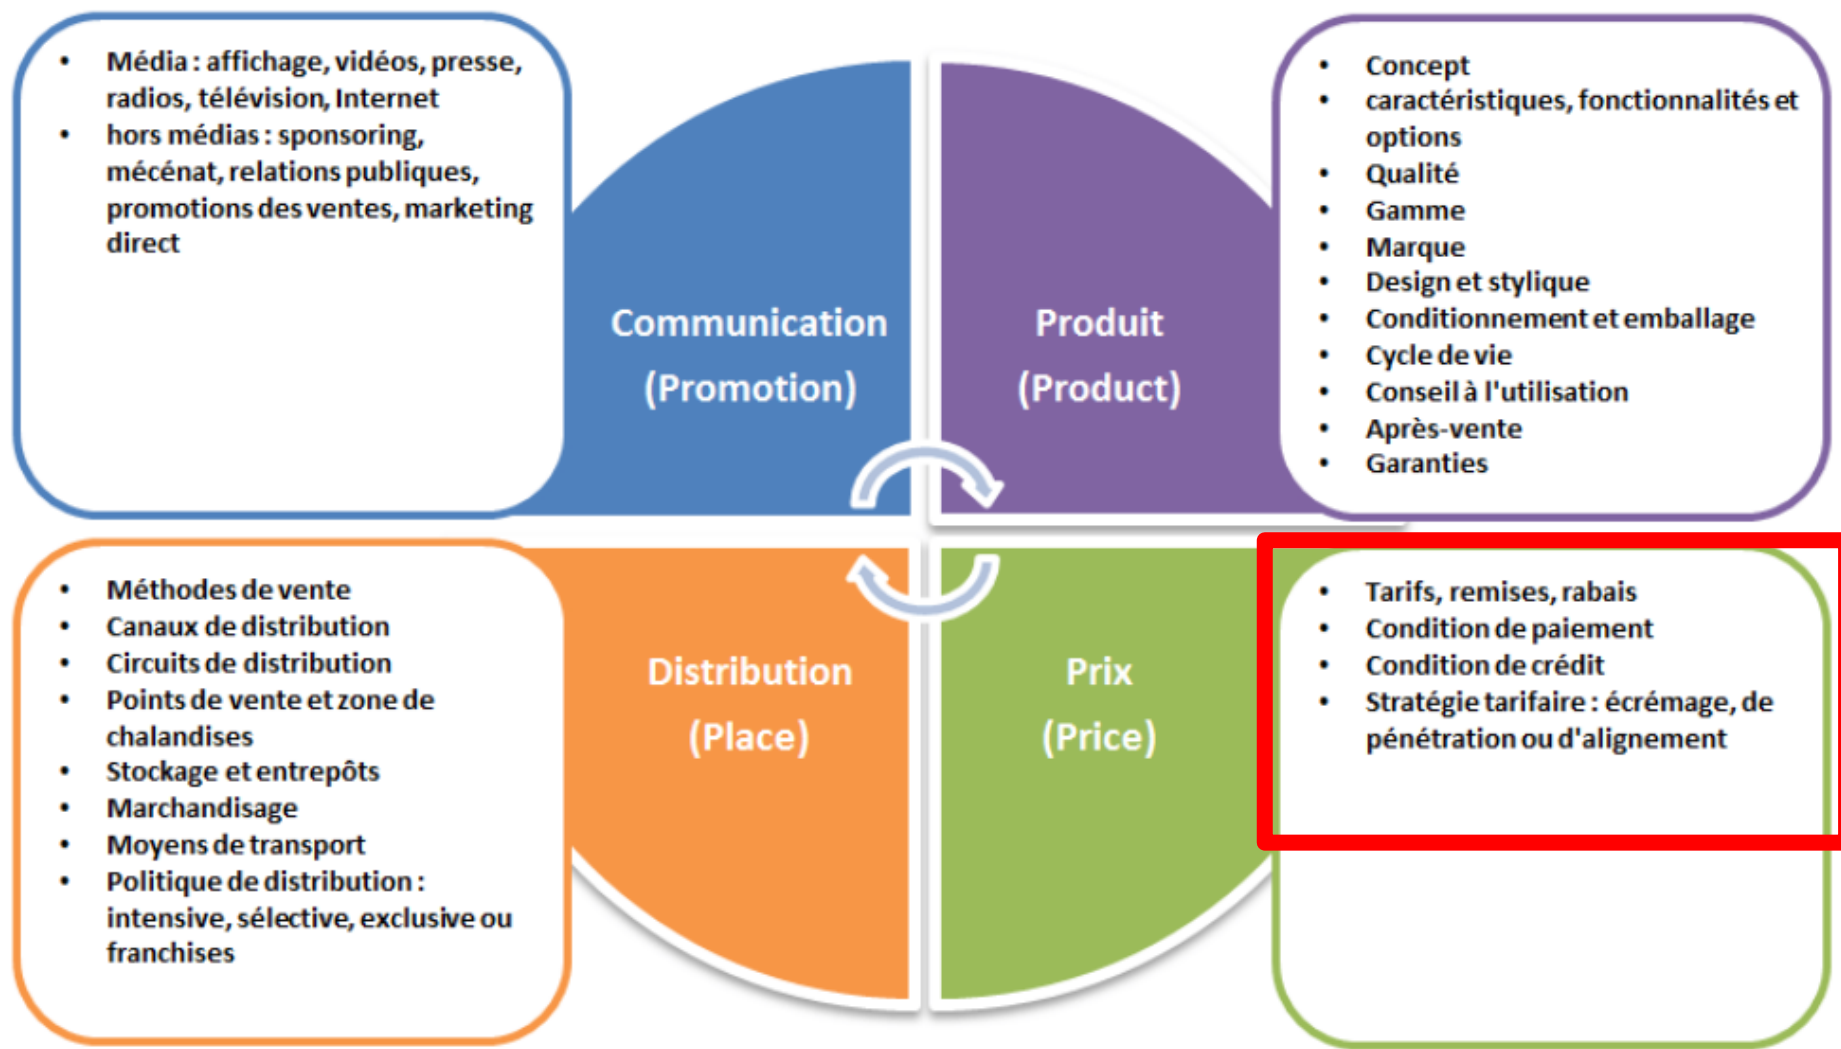 • Média : affichage, vidéos, presse,
radios, télévision, Internet
• hors médias : sponsoring,
mécénat, relations publiques,
promotions des ventes, marketing
direct
Communication
(Promotion)
Produit
(Product)
• Concept
• caractéristiques, fonctionnalités et
options
• Qualité
• Gamme
• Marque
• Design et stylique
• Conditionnement et emballage
• Cycle de vie
• Conseil à l'utilisation
• Après-vente
• Garanties
• Méthodes de vente
• Canaux de distribution
• Circuits de distribution
• Points de vente et zone de
chalandises
• Stockage et entrepôts
• Marchandisage
• Moyens de transport
• Politique de distribution :
intensive, sélective, exclusive ou
franchises
Distribution
(Place)
Prix
(Price)
• Tarifs, remises, rabais
• Condition de paiement
• Condition de crédit
• Stratégie tarifaire : écrémage, de
pénétration ou d'alignement